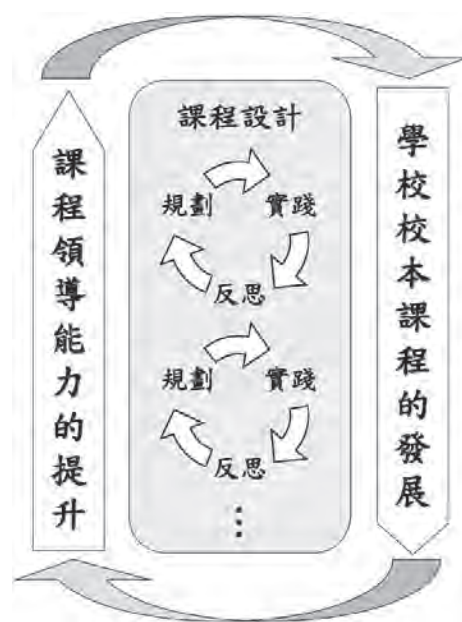 課程領導能力的提升
課程設計
規劃 實踐
反思
規劃 實踐
反思
學校校本課程的發展